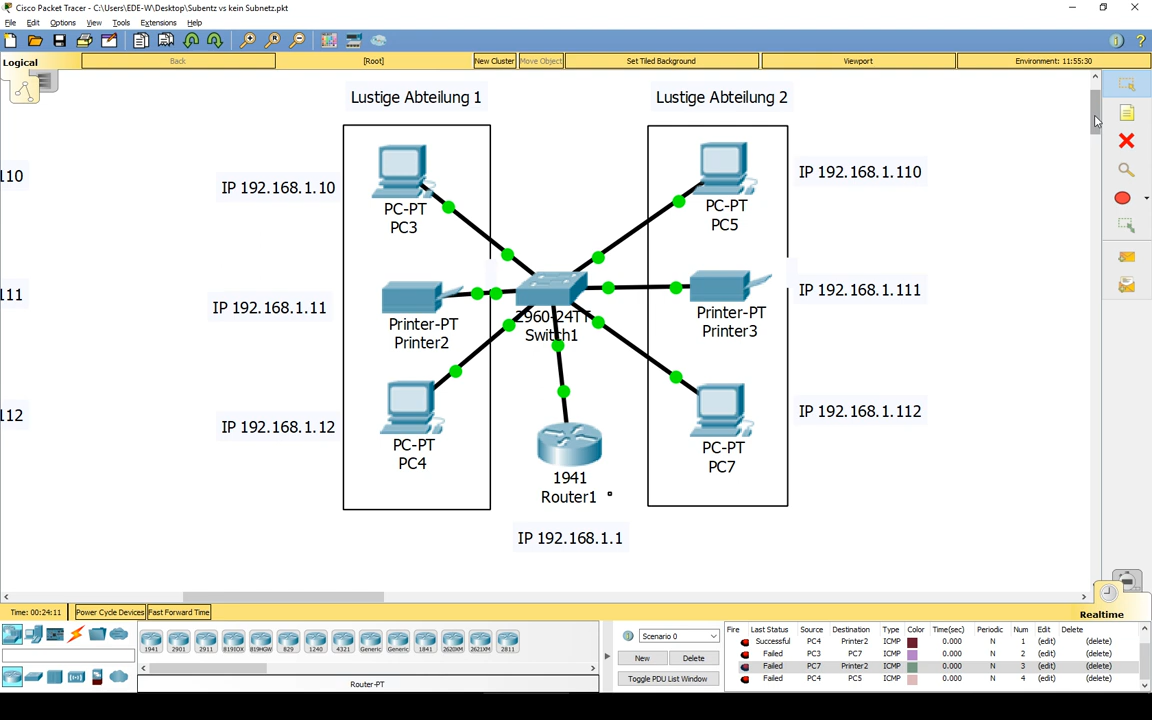 Cisco Packet Tracer - C:\Users\EDE-W\Desktop\Subentz vs kein Subnetz.pkt
File Edit Options View Tools Extensions Help
Logical Back [Root] New Cluster Move Object Set Tiled Background Viewport Environment: 11:55:30
Lustige Abteilung 1 Lustige Abteilung 2
110 IP 192.168.1.10 PC-PT PC-PT IP 192.168.1.110
PC3 PC5
111 IP 192.168.1.11 Printer-PT 2960-24TT Printer-PT IP 192.168.1.111
Printer2 Switch1 Printer3
112 IP 192.168.1.12 PC-PT PC-PT IP 192.168.1.112
PC4 PC7
1941
Router1
IP 192.168.1.1
Time: 00:24:11 Power Cycle Devices Fast Forward Time Realtime
1941 2901 2911 819IOX 819HGW 829 1240 4321 Generic Generic 1841 2620XM 2621XM 2811
Router-PT
Scenario 0
New Delete
Toggle PDU List Window
Fire Last Status Source Destination Type Color Time(sec) Periodic Num Edit Delete
Successful PC4 Printer2 ICMP 0.000 N 1 (edit) (delete)
Failed PC3 PC7 ICMP 0.000 N 2 (edit) (delete)
Failed PC7 Printer2 ICMP 0.000 N 3 (edit) (delete)
Failed PC4 PC5 ICMP 0.000 N 4 (edit) (delete)